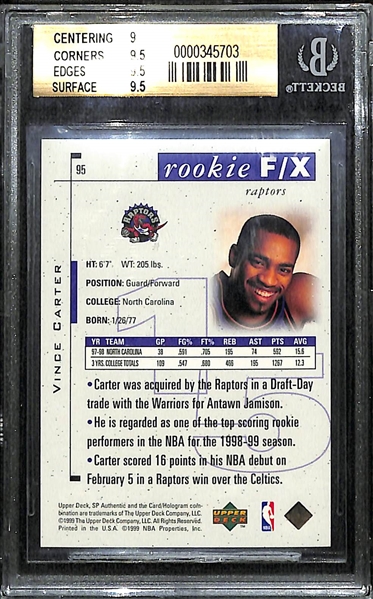 CENTERING 9
CORNERS 9.5
EDGES 9.5
SURFACE 9.5
0000345703
BECKETT
95
rookie F/X
raptors
RAPTORS
VINCE CARTER
HT: 6'7" WT: 205 lbs.
POSITION: Guard/Forward
COLLEGE: North Carolina
BORN: 1/26/77
YR TEAM GP FG% FT% REB AST PTS AVG
97-98 NORTH CAROLINA 38 .591 .705 195 74 592 15.6
3 YRS. COLLEGE TOTALS 109 .547 .680 466 195 1267 12.3
•Carter was acquired by the Raptors in a Draft-Day
trade with the Warriors for Antawn Jamison.
•He is regarded as one of the top scoring rookie
performers in the NBA for the 1998-99 season.
•Carter scored 16 points in his NBA debut on
February 5 in a Raptors win over the Celtics.
Upper Deck, SP Authentic and the Card/Hologram com-
bination are trademarks of The Upper Deck Company, LLC.
©1999 The Upper Deck Company, LLC. All Rights Reserved.
Printed in the U.S.A. ©1999 NBA Properties, Inc.
UPPER
DECK
TM
NBA